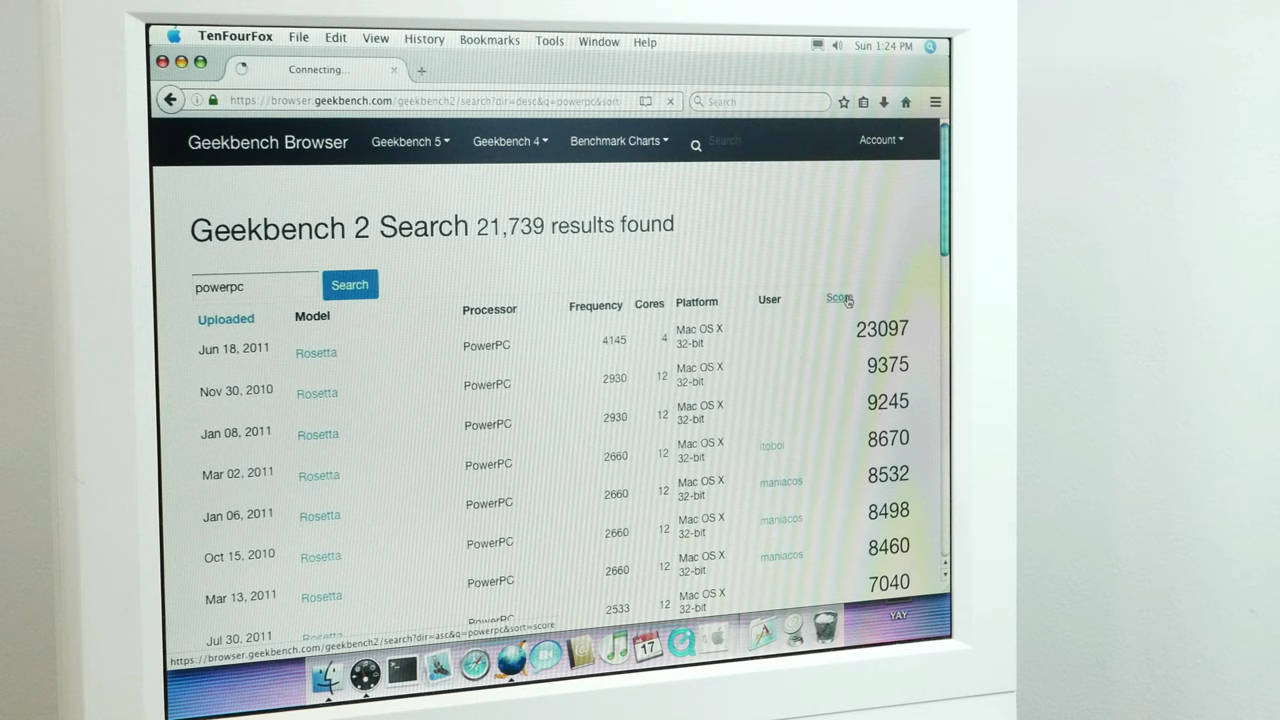 TenFourFox File Edit View History Bookmarks Tools Window Help Sun 1:24 PM
Connecting...
https://browser.geekbench.com/geekbench2/search?dir=desc&q=powerpc&sort Search
Geekbench Browser Geekbench 5 Geekbench 4 Benchmark Charts Search Account
Geekbench 2 Search 21,739 results found
powerpc Search
Uploaded Model Processor Frequency Cores Platform User Score
Jun 18, 2011 Rosetta PowerPC 4145 4 Mac OS X 32-bit 23097
Nov 30, 2010 Rosetta PowerPC 2930 12 Mac OS X 32-bit 9375
Jan 08, 2011 Rosetta PowerPC 2930 12 Mac OS X 32-bit 9245
Mar 02, 2011 Rosetta PowerPC 2660 12 Mac OS X 32-bit itoboi 8670
Jan 06, 2011 Rosetta PowerPC 2660 12 Mac OS X 32-bit maniacos 8532
Oct 15, 2010 Rosetta PowerPC 2660 12 Mac OS X 32-bit maniacos 8498
Mar 13, 2011 Rosetta PowerPC 2660 12 Mac OS X 32-bit maniacos 8460
Jul 30, 2011 Rosetta PowerPC 2533 12 Mac OS X 32-bit 7040
https://browser.geekbench.com/geekbench2/search?dir=asc&q=powerpc&sort=score
YAY
17